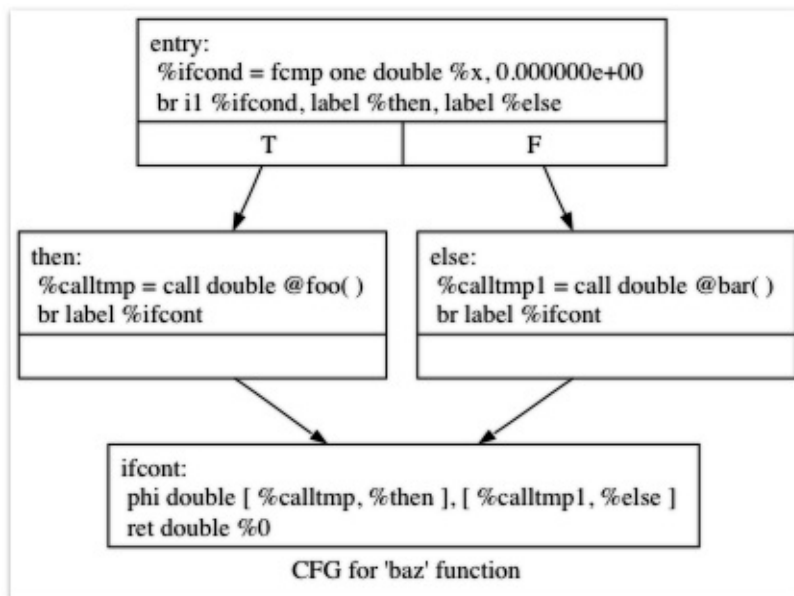 entry:
%ifcond = fcmp one double %x, 0.000000e+00
br i1 %ifcond, label %then, label %else
T
F
then:
%calltmp = call double @foo( )
br label %ifcont
else:
%calltmp1 = call double @bar( )
br label %ifcont
ifcont:
phi double [ %calltmp, %then ], [ %calltmp1, %else ]
ret double %0
CFG for 'baz' function